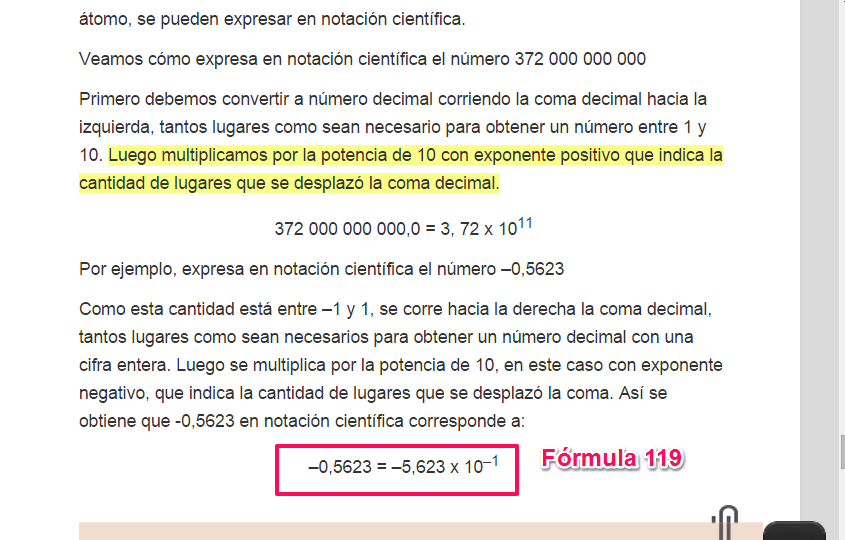 átomo, se pueden expresar en notación científica.
Veamos cómo expresa en notación científica el número 372 000 000 000
Primero debemos convertir a número decimal corriendo la coma decimal hacia la
izquierda, tantos lugares como sean necesario para obtener un número entre 1 y
10. Luego multiplicamos por la potencia de 10 con exponente positivo que indica la
cantidad de lugares que se desplazó la coma decimal.
372 000 000 000,0 = 3, 72 x 10¹¹
Por ejemplo, expresa en notación científica el número –0,5623
Como esta cantidad está entre –1 y 1, se corre hacia la derecha la coma decimal,
tantos lugares como sean necesarios para obtener un número decimal con una
cifra entera. Luego se multiplica por la potencia de 10, en este caso con exponente
negativo, que indica la cantidad de lugares que se desplazó la coma. Así se
obtiene que -0,5623 en notación científica corresponde a:
–0,5623 = –5,623 x 10⁻¹
Fórmula 119